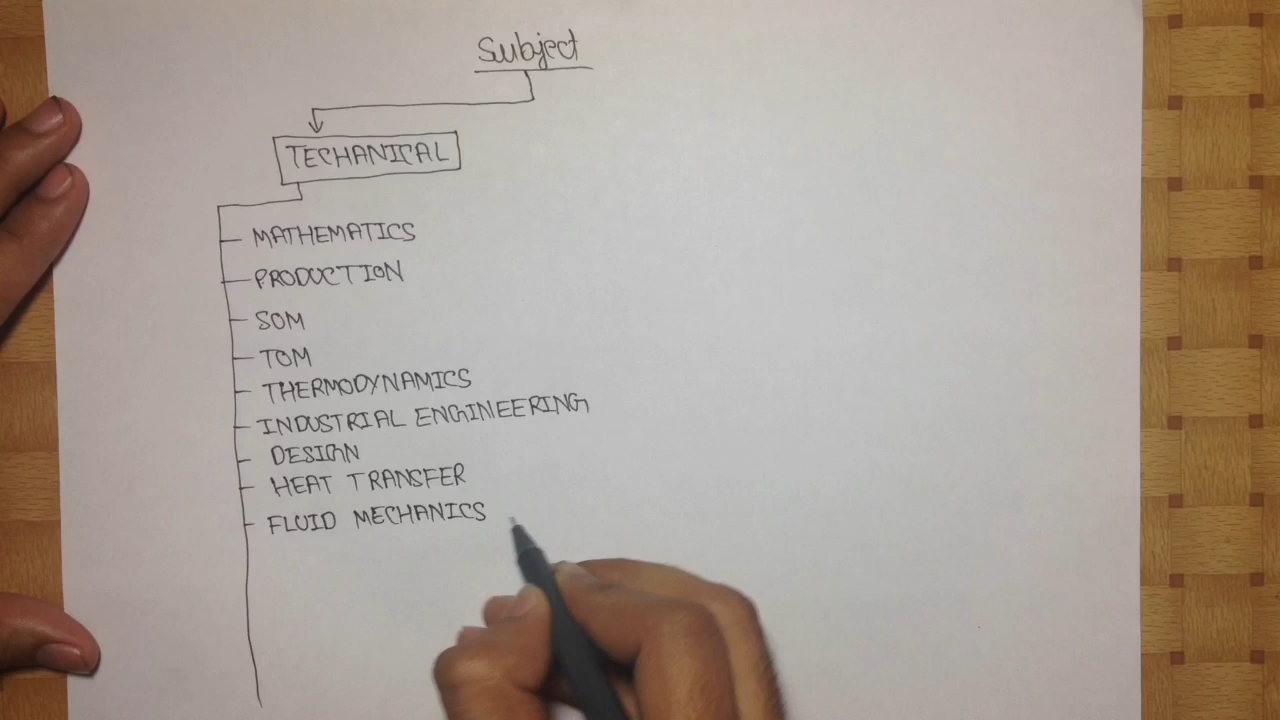 Subject
TECHANICAL
MATHEMATICS
PRODUCTION
SOM
TOM
THERMODYNAMICS
INDUSTRIAL ENGINEERING
DESIGN
HEAT TRANSFER
FLUID MECHANICS